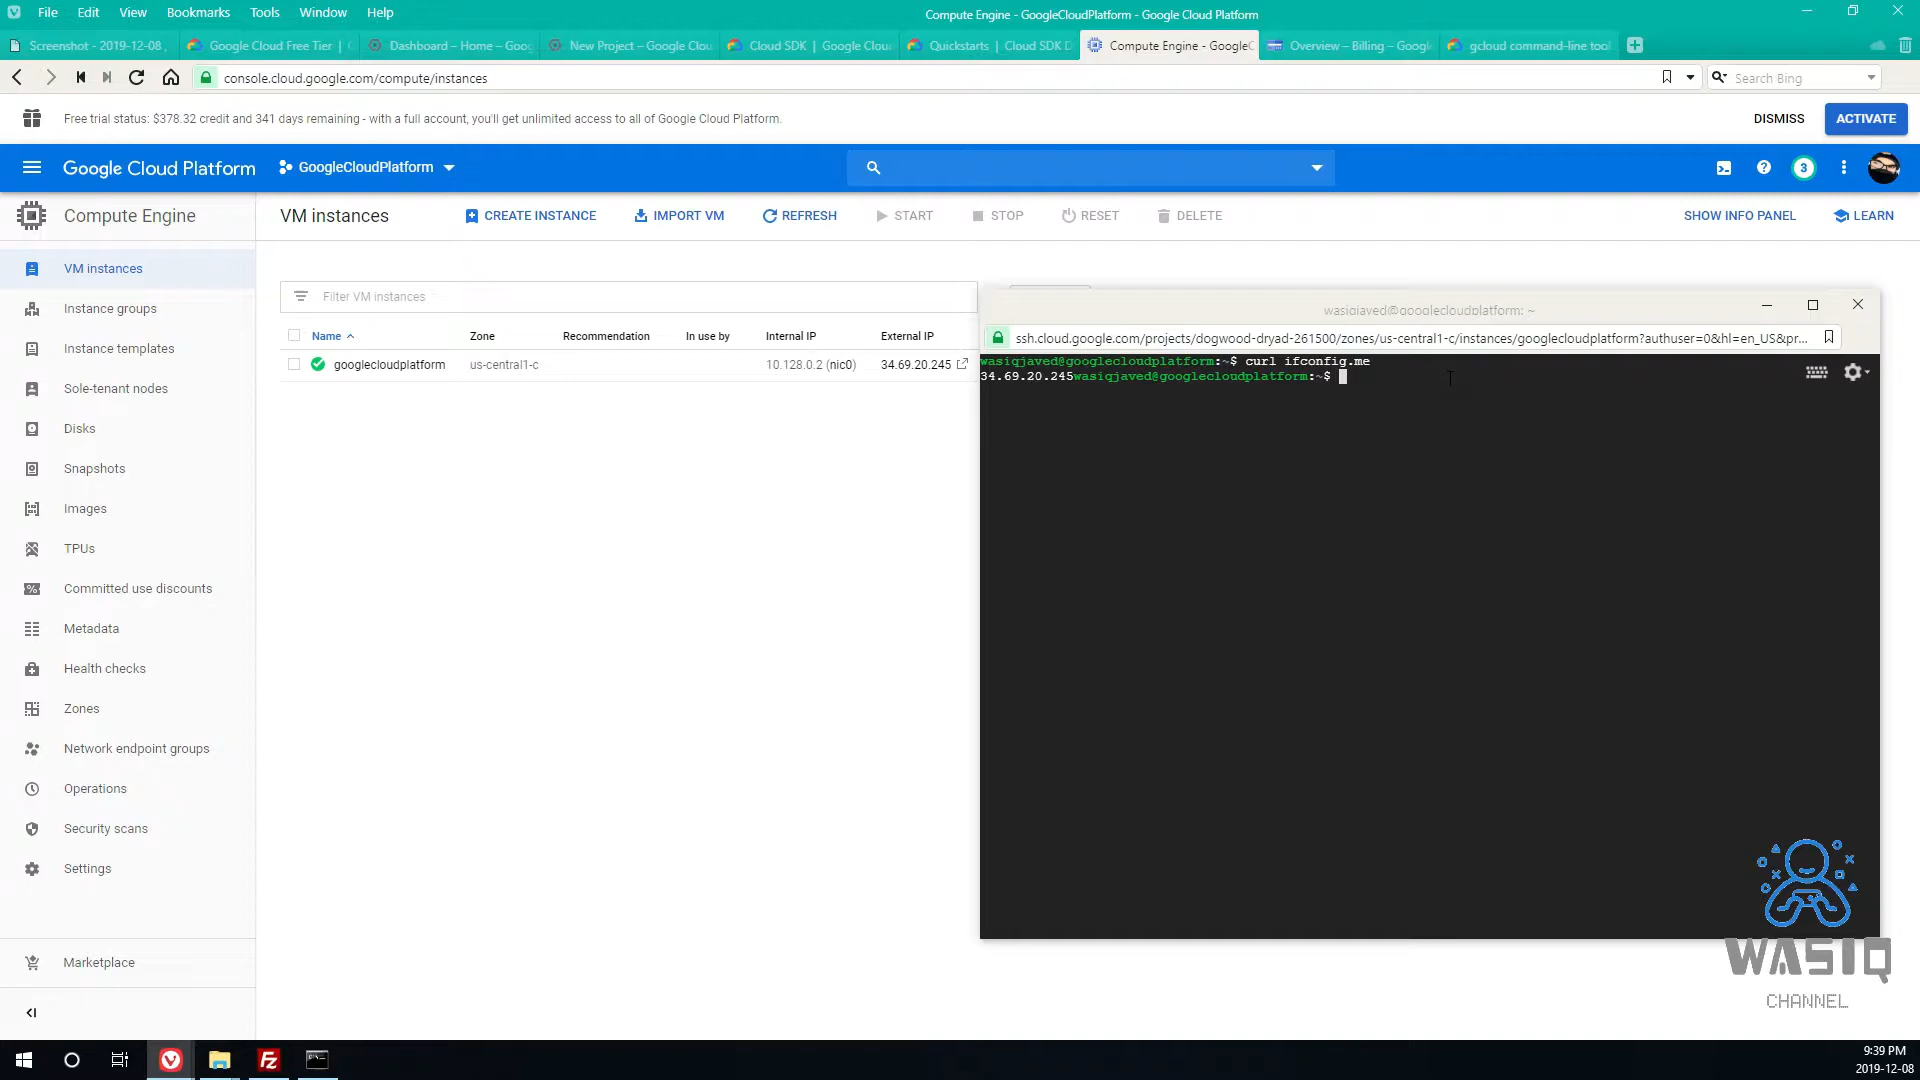 File Edit View Bookmarks Tools Window Help
Compute Engine - GoogleCloudPlatform - Google Cloud Platform
Screenshot - 2019-12-08
Google Cloud Free Tier |
Dashboard – Home – Goog
New Project – Google Clou
Cloud SDK | Google Clou
Quickstarts | Cloud SDK D
Compute Engine - GoogleC
Overview – Billing – Googl
gcloud command-line tool
console.cloud.google.com/compute/instances
Search Bing
Free trial status: $378.32 credit and 341 days remaining - with a full account, you'll get unlimited access to all of Google Cloud Platform.
DISMISS
ACTIVATE
Google Cloud Platform
GoogleCloudPlatform
3
Compute Engine
VM instances
CREATE INSTANCE
IMPORT VM
REFRESH
START
STOP
RESET
DELETE
SHOW INFO PANEL
LEARN
VM instances
Instance groups
Instance templates
Sole-tenant nodes
Disks
Snapshots
Images
TPUs
Committed use discounts
Metadata
Health checks
Zones
Network endpoint groups
Operations
Security scans
Settings
Marketplace
Filter VM instances
Name Zone Recommendation In use by Internal IP External IP
googlecloudplatform us-central1-c 10.128.0.2 (nic0) 34.69.20.245
wasiqjaved@googlecloudplatform: ~
ssh.cloud.google.com/projects/dogwood-dryad-261500/zones/us-central1-c/instances/googlecloudplatform?authuser=0&hl=en_US&pr...
wasiqjaved@googlecloudplatform:~$ curl ifconfig.me
34.69.20.245wasiqjaved@googlecloudplatform:~$
WASIQ
CHANNEL
9:39 PM
2019-12-08